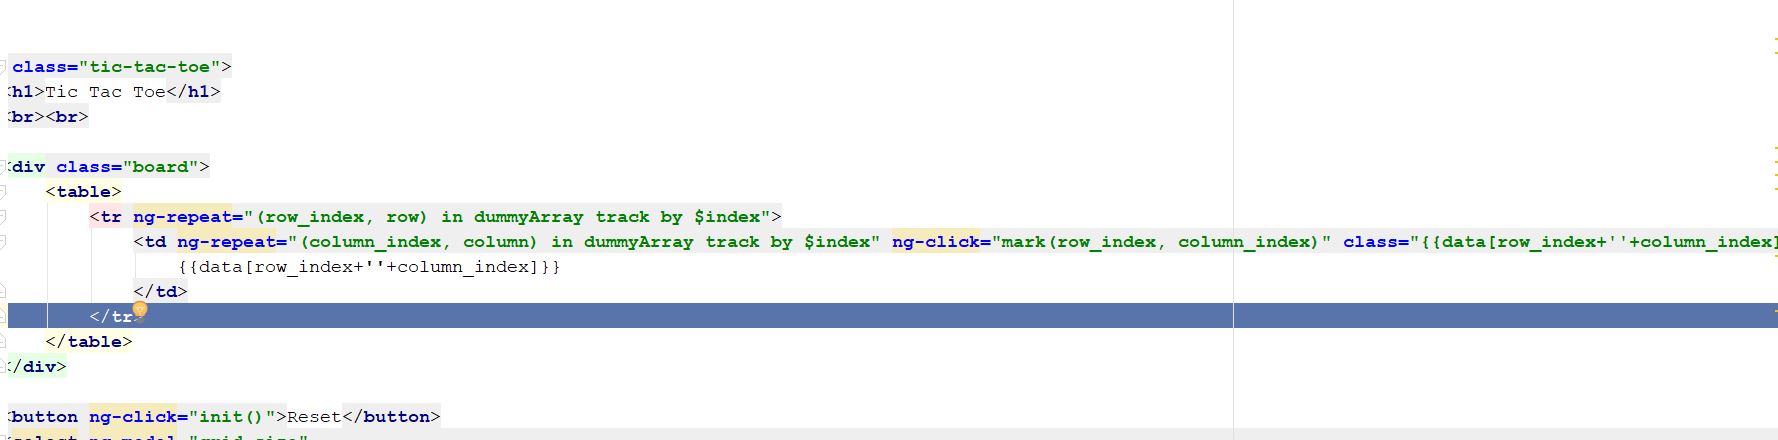 class="tic-tac-toe">
<h1>Tic Tac Toe</h1>
<br><br>
<div class="board">
<table>
<tr ng-repeat="(row_index, row) in dummyArray track by $index">
<td ng-repeat="(column_index, column) in dummyArray track by $index" ng-click="mark(row_index, column_index)" class="{{data[row_index+''+column_index]
{{data[row_index+''+column_index]}}
</td>
</tr>
</table>
</div>
<button ng-click="init()">Reset</button>